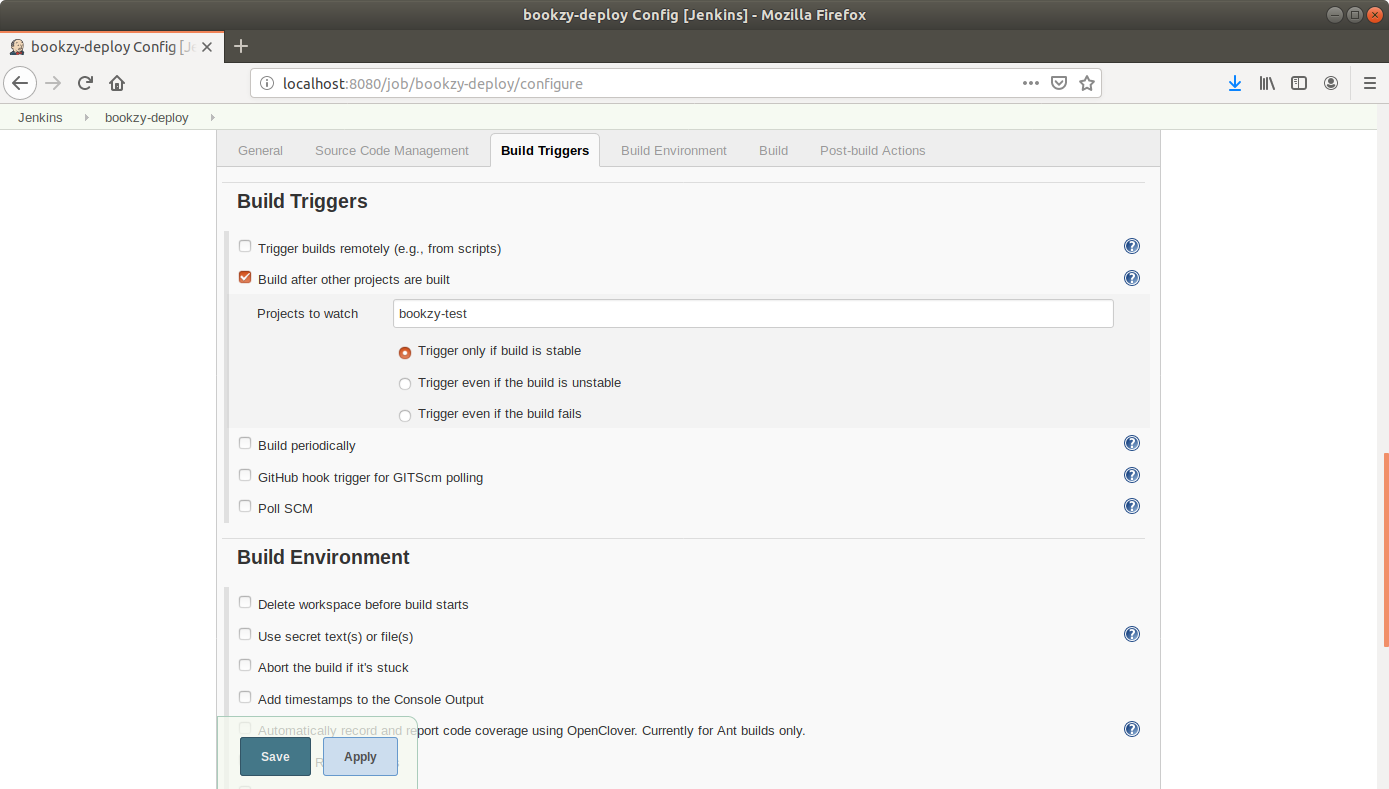 bookzy-deploy Config [Jenkins] - Mozilla Firefox
bookzy-deploy Config [Je
localhost:8080/job/bookzy-deploy/configure
Jenkins bookzy-deploy
General Source Code Management Build Triggers Build Environment Build Post-build Actions
Build Triggers
Trigger builds remotely (e.g., from scripts)
Build after other projects are built
Projects to watch bookzy-test
Trigger only if build is stable
Trigger even if the build is unstable
Trigger even if the build fails
Build periodically
GitHub hook trigger for GITScm polling
Poll SCM
Build Environment
Delete workspace before build starts
Use secret text(s) or file(s)
Abort the build if it's stuck
Add timestamps to the Console Output
Automatically record and report code coverage using OpenClover. Currently for Ant builds only.
Save Apply